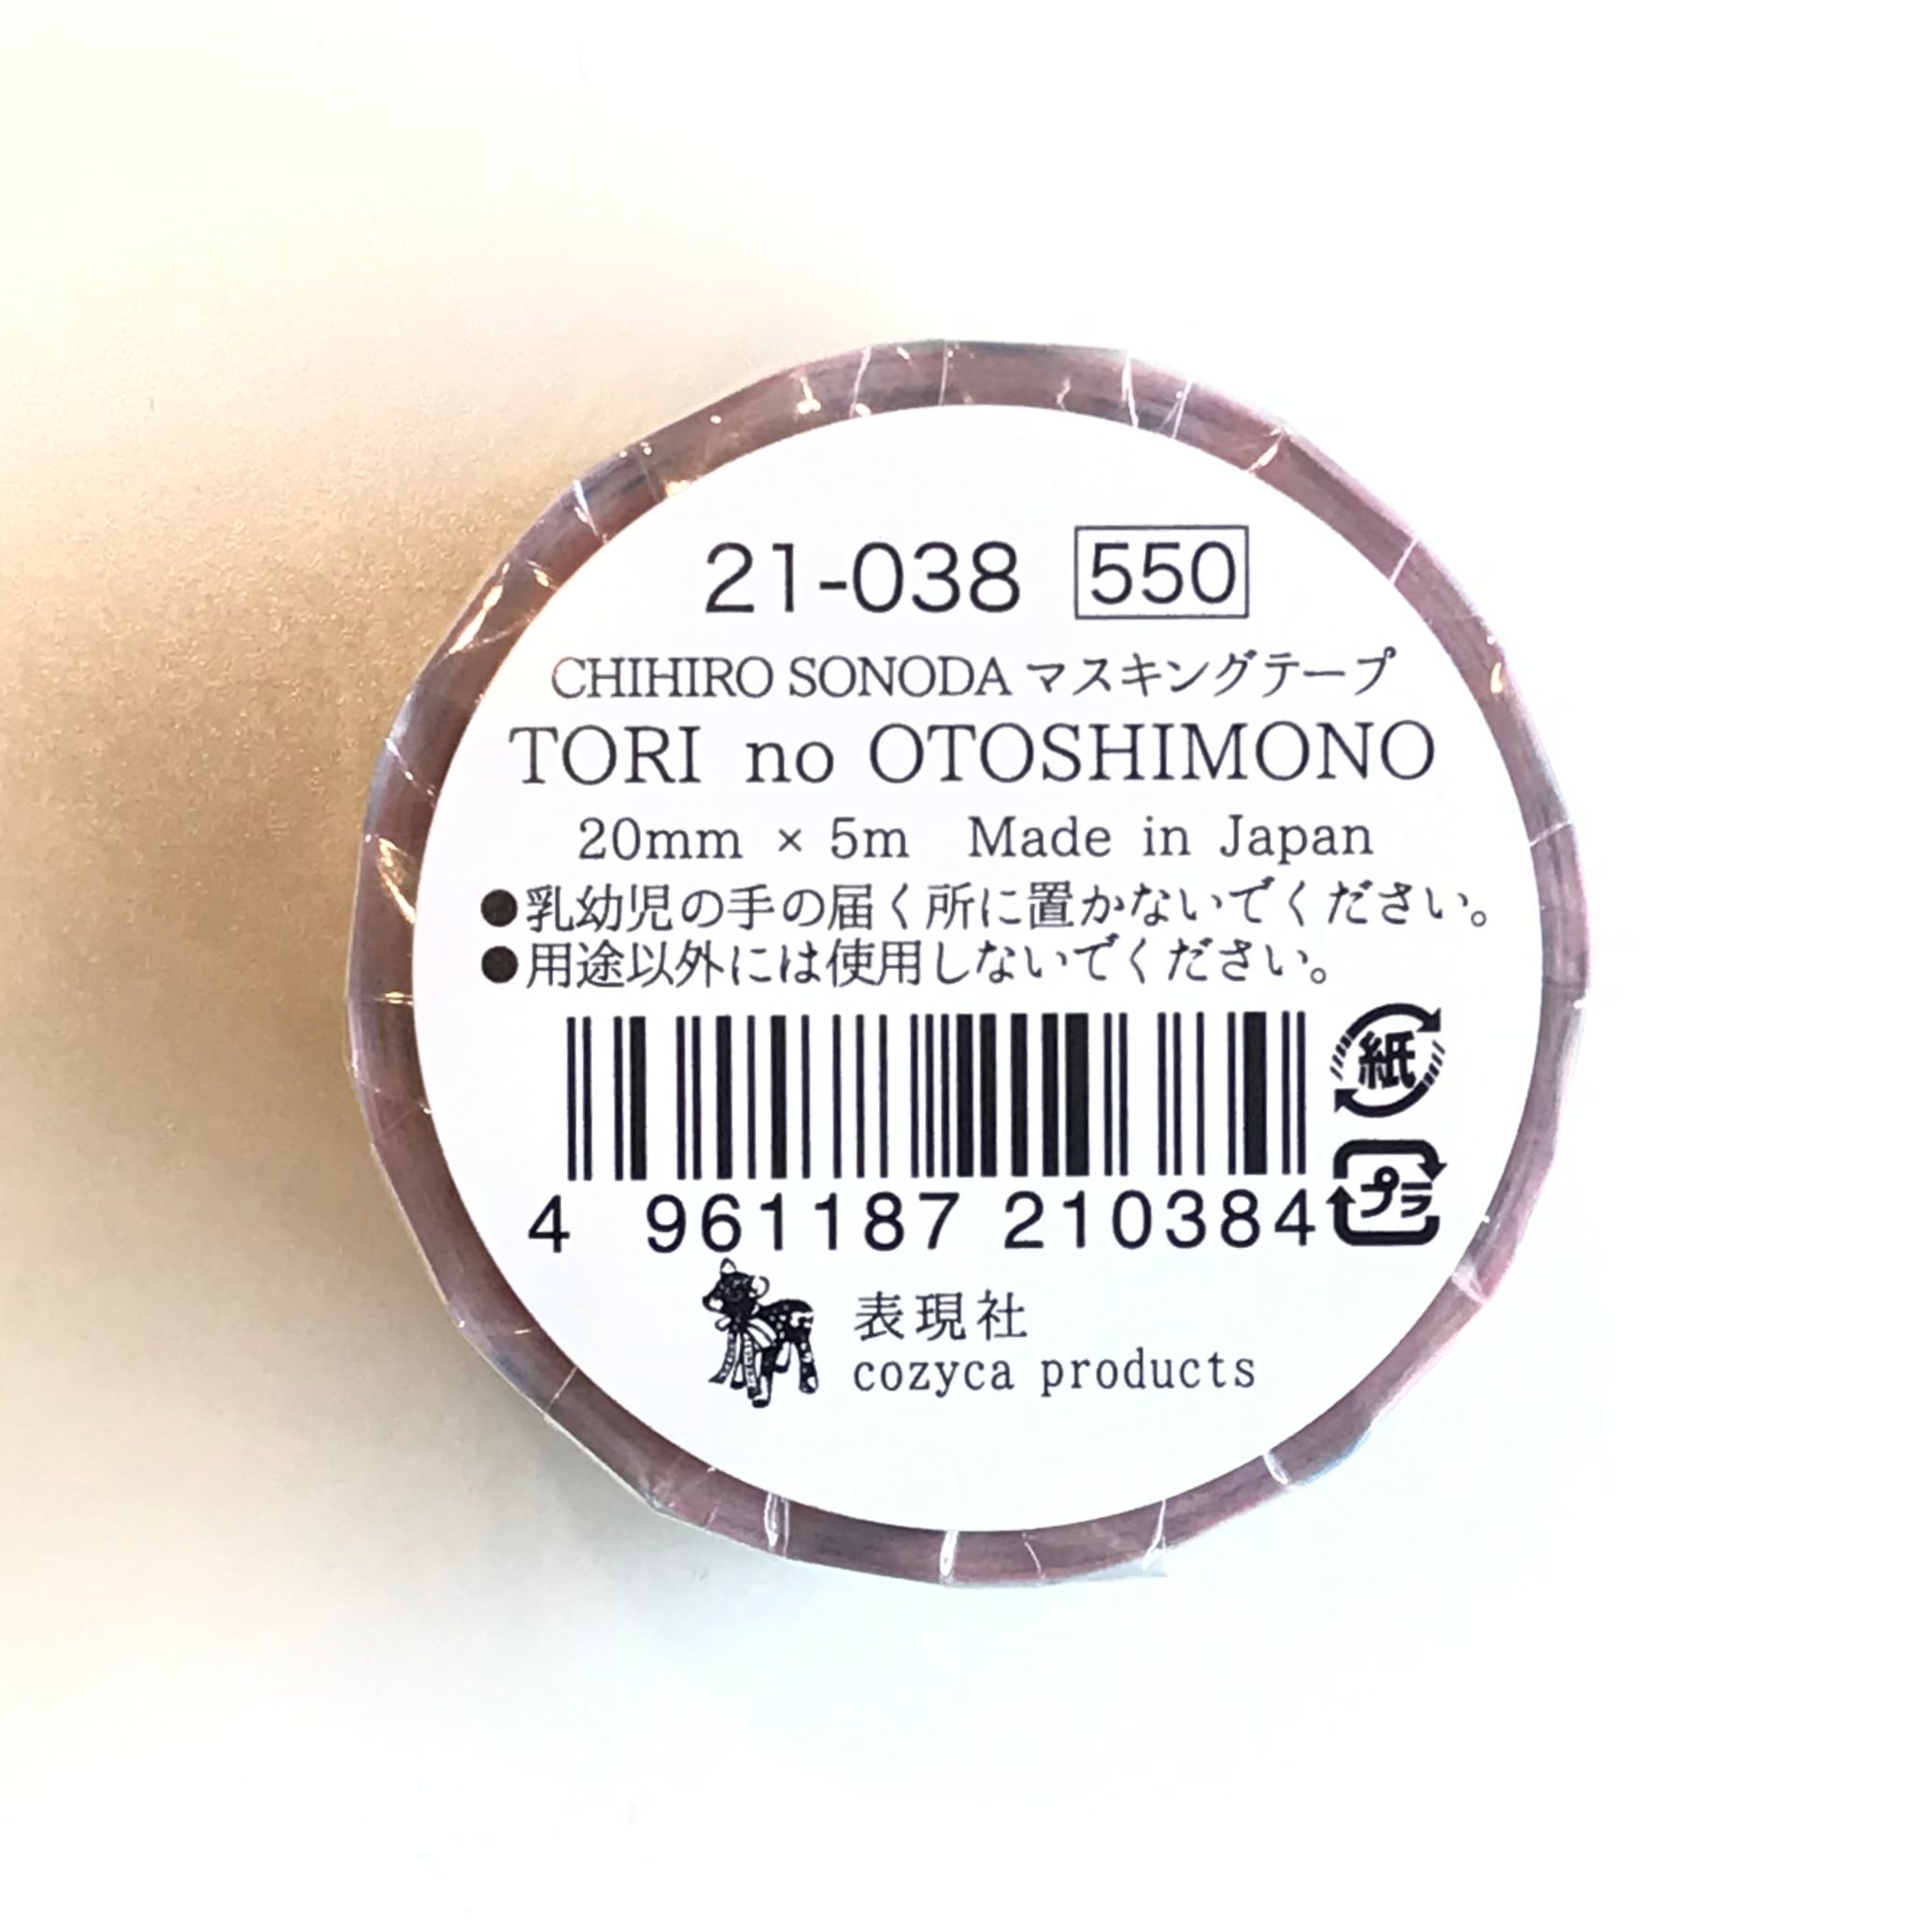 21-038 550
CHIHIRO SONODA マスキングテープ
TORI no OTOSHIMONO
20mm × 5m Made in Japan
●乳幼児の手の届く所に置かないでください。
●用途以外には使用しないでください。
紙
プラ
4 961187 210384
表現社
cozyca products